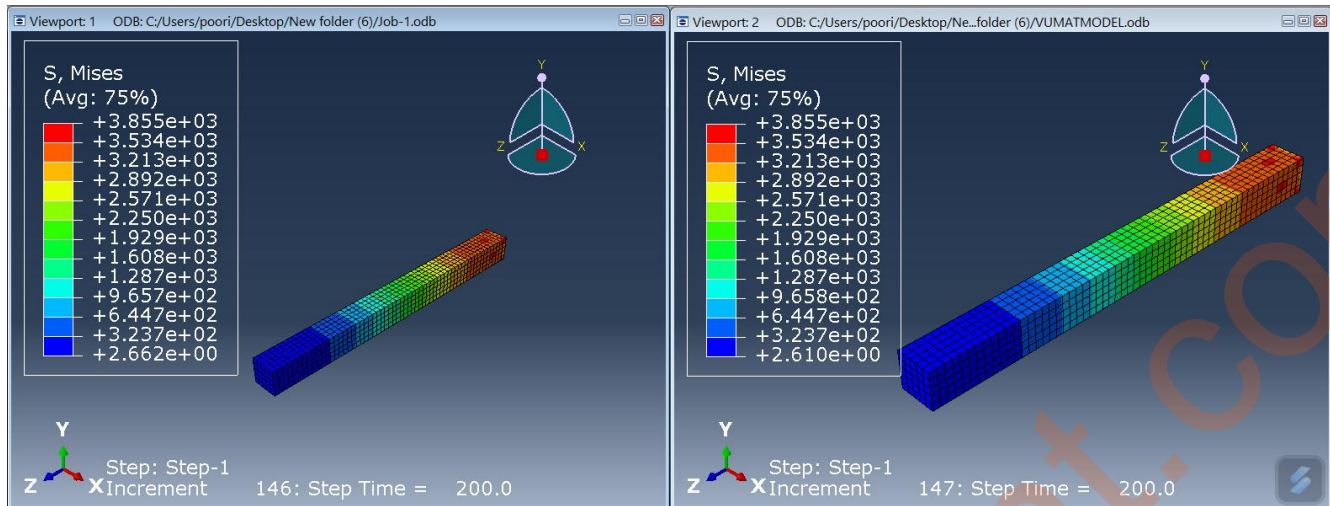 Viewport: 1 ODB: C:/Users/poori/Desktop/New folder (6)/Job-1.odb
S, Mises
(Avg: 75%)
+3.855e+03
+3.534e+03
+3.213e+03
+2.892e+03
+2.571e+03
+2.250e+03
+1.929e+03
+1.608e+03
+1.287e+03
+9.657e+02
+6.447e+02
+3.237e+02
+2.662e+00
Y
Z
X
Y
Z
X
Step: Step-1
Increment 146: Step Time = 200.0
Viewport: 2 ODB: C:/Users/poori/Desktop/Ne...folder (6)/VUMATMODEL.odb
S, Mises
(Avg: 75%)
+3.855e+03
+3.534e+03
+3.213e+03
+2.892e+03
+2.571e+03
+2.250e+03
+1.929e+03
+1.608e+03
+1.287e+03
+9.658e+02
+6.447e+02
+3.237e+02
+2.610e+00
Y
Z
X
Y
Z
X
Step: Step-1
Increment 147: Step Time = 200.0